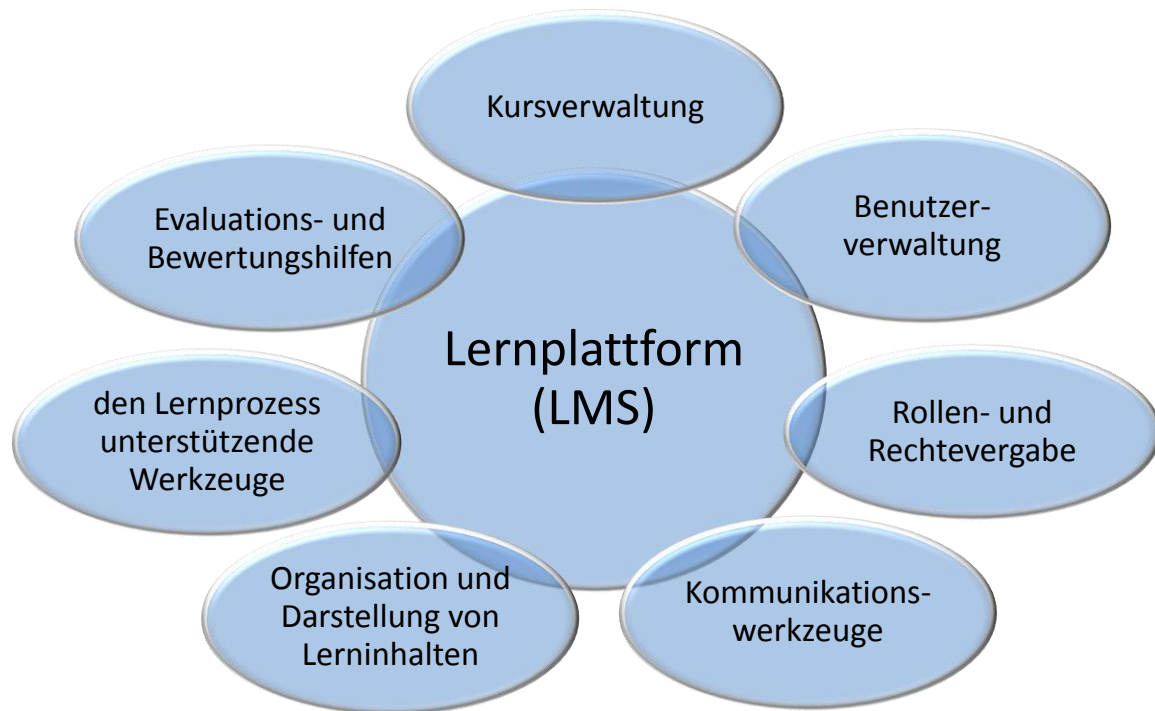 Kursverwaltung
Benutzer-
verwaltung
Rollen- und
Rechtevergabe
Kommunikations-
werkzeuge
Organisation und
Darstellung von
Lerninhalten
den Lernprozess
unterstützende
Werkzeuge
Evaluations- und
Bewertungshilfen
Lernplattform
(LMS)